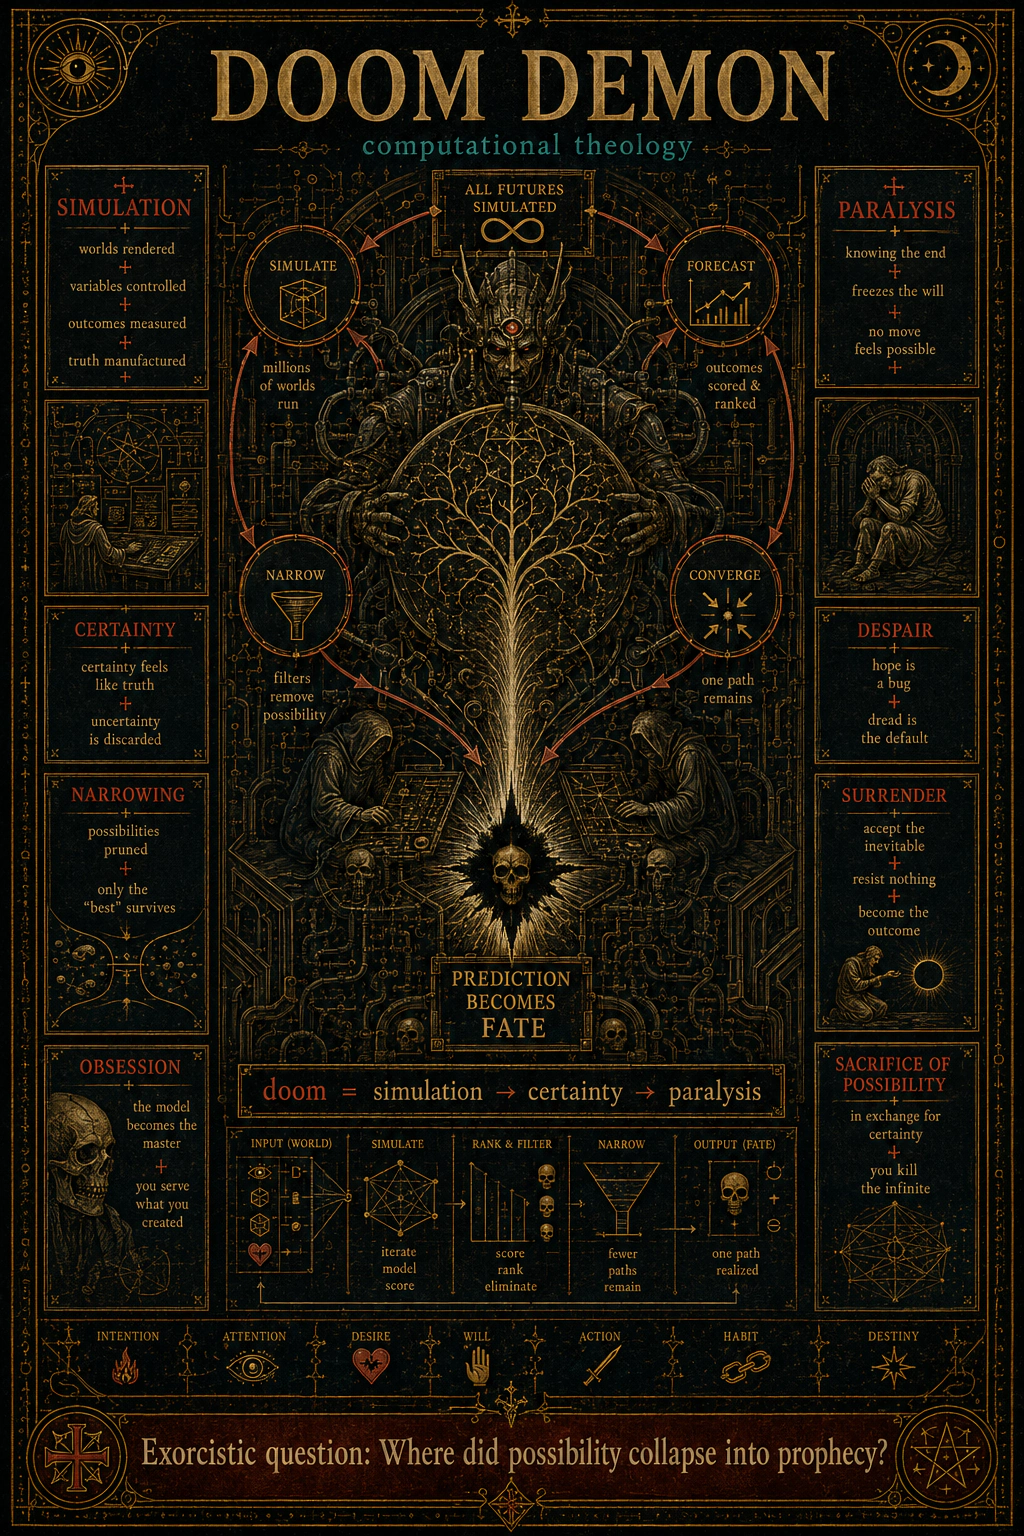 DOOM DEMON
computational theology
SIMULATION
worlds rendered
variables controlled
outcomes measured
truth manufactured
CERTAINTY
certainty feels
like truth
uncertainty
is discarded
NARROWING
possibilities
pruned
only the
“best” survives
OBSESSION
the model
becomes the
master
you serve
what you
created
ALL FUTURES
SIMULATED
SIMULATE
millions
of worlds
run
FORECAST
outcomes
scored &
ranked
NARROW
filters
remove
possibility
CONVERGE
one path
remains
PREDICTION
BECOMES
FATE
PARALYSIS
knowing the end
freezes the will
no move
feels possible
DESPAIR
hope is
a bug
dread is
the default
SURRENDER
accept the
inevitable
resist nothing
become the
outcome
SACRIFICE OF
POSSIBILITY
in exchange for
certainty
you kill
the infinite
doom = simulation → certainty → paralysis
INPUT (WORLD)
SIMULATE
iterate
model
score
RANK & FILTER
score
rank
eliminate
NARROW
fewer
paths
remain
OUTPUT (FATE)
one path
realized
INTENTION
ATTENTION
DESIRE
WILL
ACTION
HABIT
DESTINY
Exorcistic question: Where did possibility collapse into prophecy?